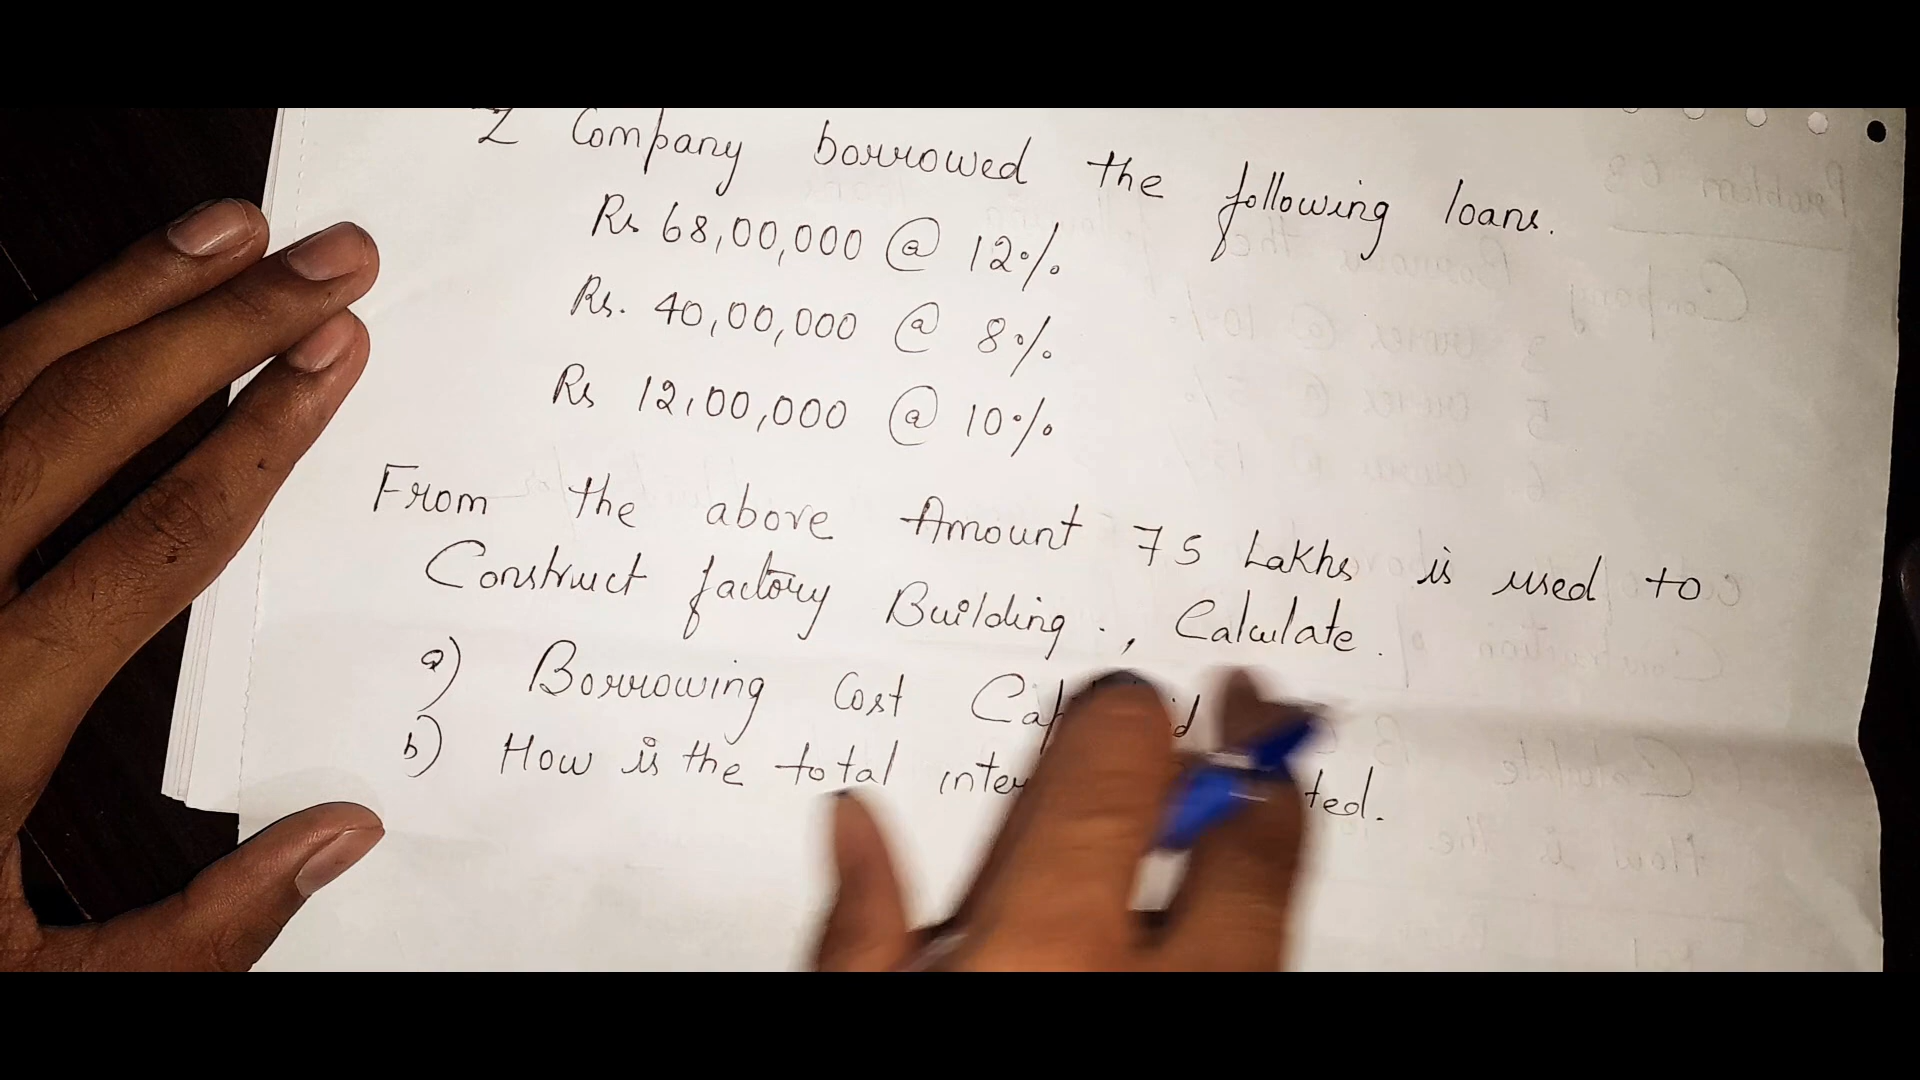 Z Company borrowed the following loans.
Rs. 68,00,000 @ 12%
Rs. 40,00,000 @ 8%
Rs 12,00,000 @ 10%
From the above Amount 75 Lakhs is used to
Construct factory Building ., Calculate.
a) Borrowing Cost
b) How is the total